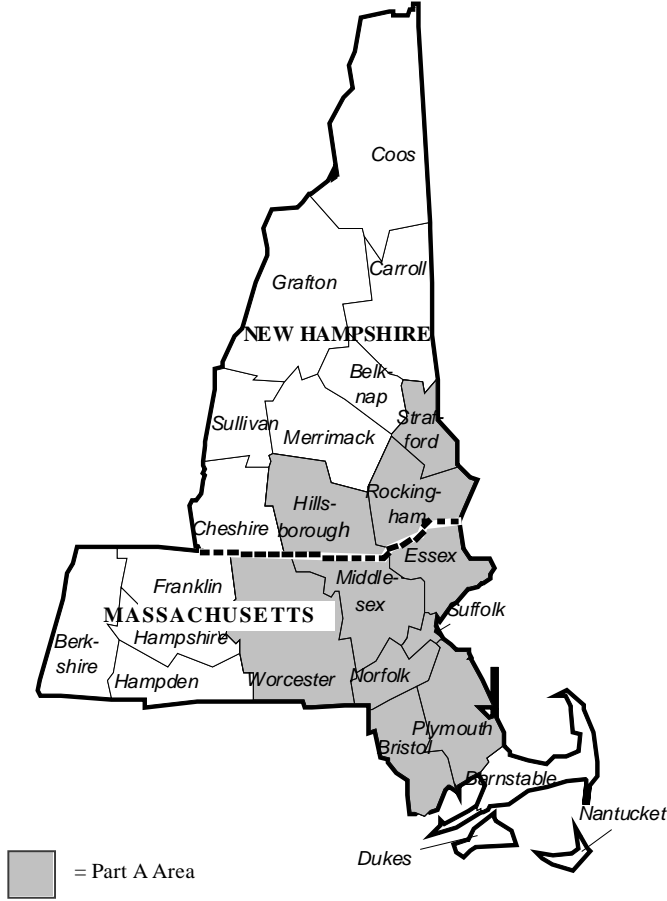 Coos
Carroll
Grafton
NEW HAMPSHIRE
Belk-
nap
Straf-
ford
Sullivan
Merrimack
Rocking-
ham
Hills-
borough
Cheshire
Essex
Middle-
sex
Franklin
Suffolk
MASSACHUSETTS
Hampshire
Berk-
shire
Hampden
Worcester
Norfolk
Plymouth
Bristol
Barnstable
Nantucket
Dukes
= Part A Area